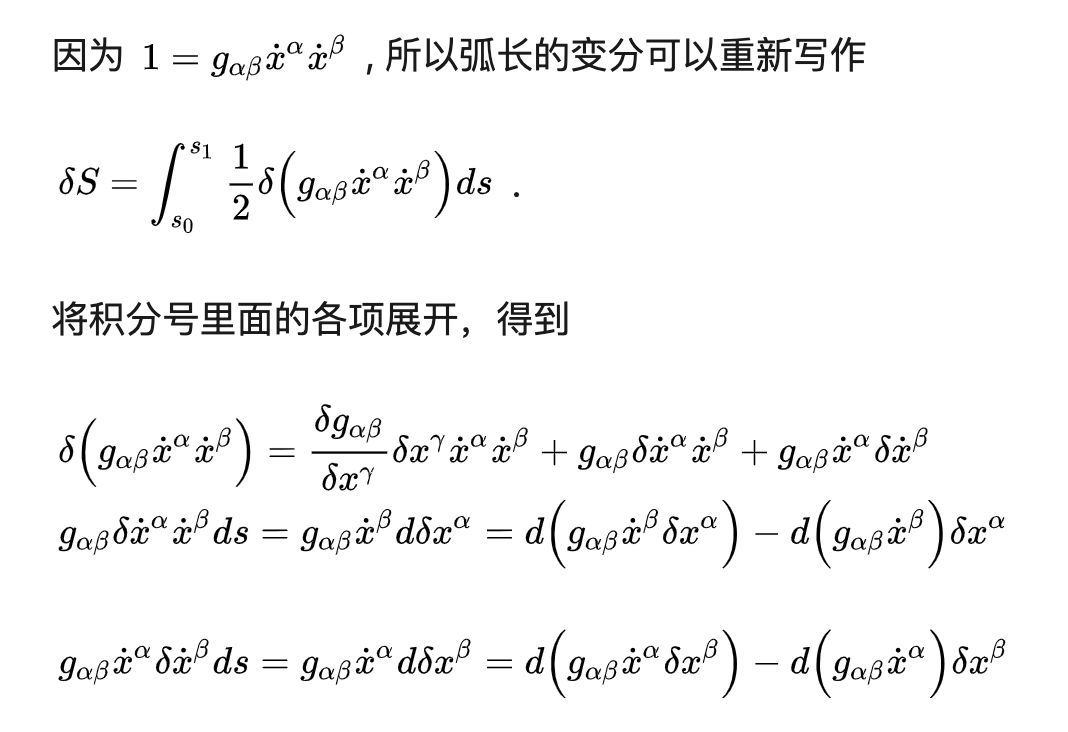 因为 $1 = g_{\alpha\beta}\dot{x}^{\alpha}\dot{x}^{\beta}$ ，所以弧长的变分可以重新写作
$\delta S = \int_{s_0}^{s_1} \frac{1}{2}\delta\left(g_{\alpha\beta}\dot{x}^{\alpha}\dot{x}^{\beta}\right)ds$ .
将积分号里面的各项展开，得到
$\delta\left(g_{\alpha\beta}\dot{x}^{\alpha}\dot{x}^{\beta}\right) = \frac{\delta g_{\alpha\beta}}{\delta x^{\gamma}}\delta x^{\gamma}\dot{x}^{\alpha}\dot{x}^{\beta} + g_{\alpha\beta}\delta\dot{x}^{\alpha}\dot{x}^{\beta} + g_{\alpha\beta}\dot{x}^{\alpha}\delta\dot{x}^{\beta}$
$g_{\alpha\beta}\delta\dot{x}^{\alpha}\dot{x}^{\beta}ds = g_{\alpha\beta}\dot{x}^{\beta}d\delta x^{\alpha} = d\left(g_{\alpha\beta}\dot{x}^{\beta}\delta x^{\alpha}\right) - d\left(g_{\alpha\beta}\dot{x}^{\beta}\right)\delta x^{\alpha}$
$g_{\alpha\beta}\dot{x}^{\alpha}\delta\dot{x}^{\beta}ds = g_{\alpha\beta}\dot{x}^{\alpha}d\delta x^{\beta} = d\left(g_{\alpha\beta}\dot{x}^{\alpha}\delta x^{\beta}\right) - d\left(g_{\alpha\beta}\dot{x}^{\alpha}\right)\delta x^{\beta}$